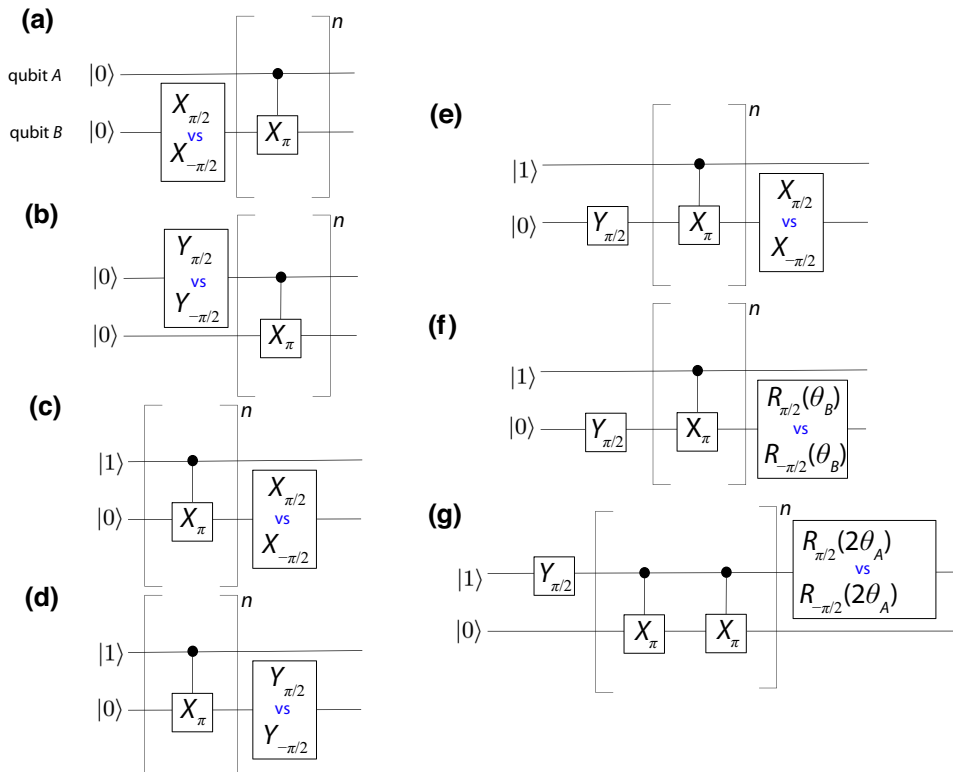 (a)
n
qubit A |0⟩
qubit B |0⟩
X_{π/2}
vs
X_{−π/2}
X_π
(b)
n
Y_{π/2}
vs
Y_{−π/2}
|0⟩
|0⟩
X_π
(c)
n
|1⟩
|0⟩
X_π
X_{π/2}
vs
X_{−π/2}
(d)
n
|1⟩
|0⟩
X_π
Y_{π/2}
vs
Y_{−π/2}
(e)
n
|1⟩
|0⟩
Y_{π/2}
X_π
X_{π/2}
vs
X_{−π/2}
(f)
n
|1⟩
|0⟩
Y_{π/2}
X_π
R_{π/2}(θ_B)
vs
R_{−π/2}(θ_B)
(g)
n
|1⟩
Y_{π/2}
|0⟩
X_π X_π
R_{π/2}(2θ_A)
vs
R_{−π/2}(2θ_A)